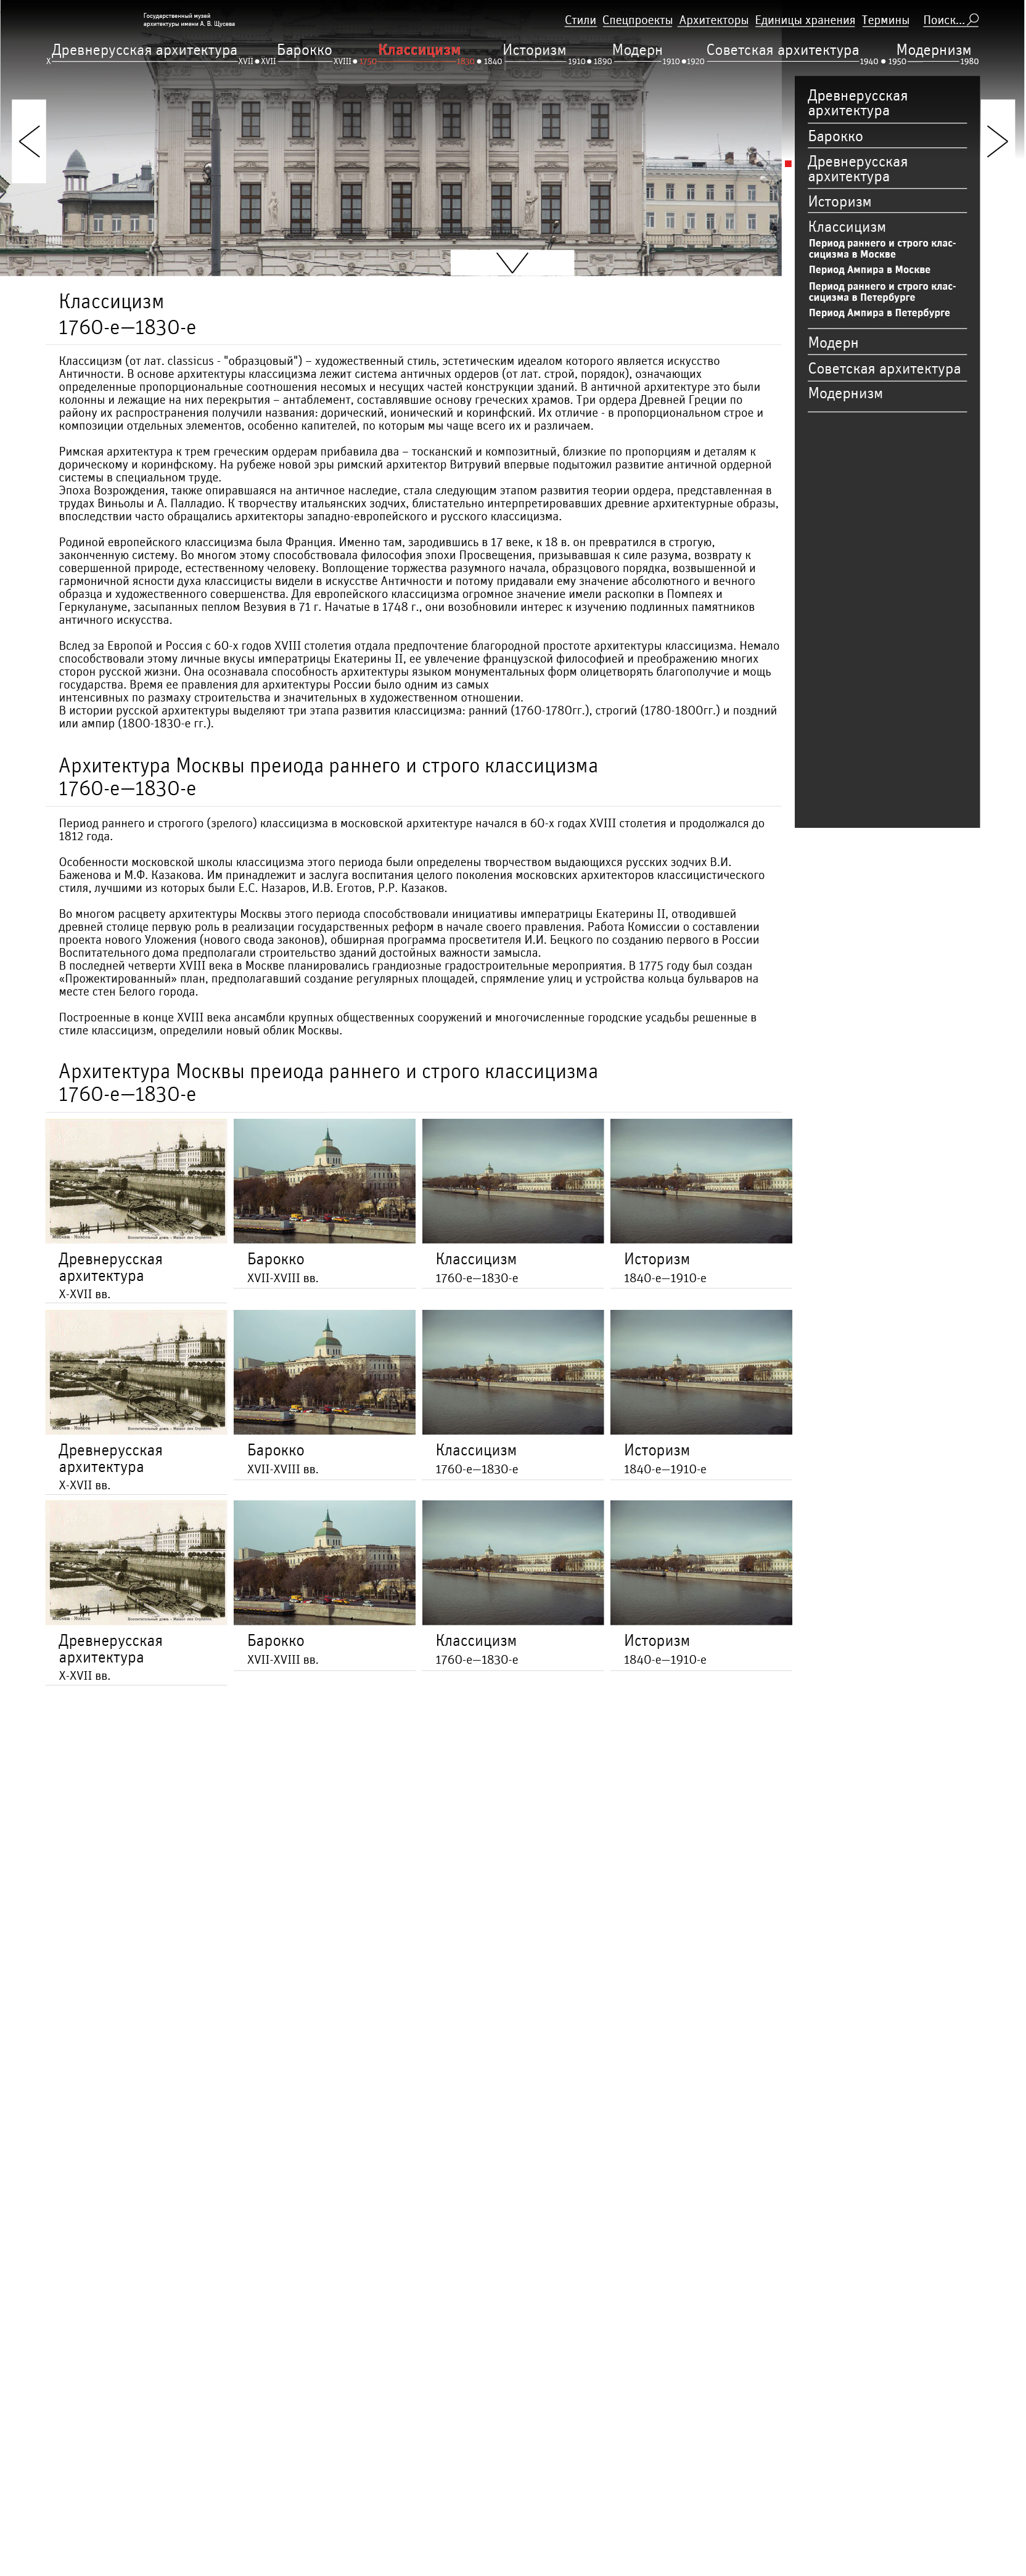 Государственный музей
архитектуры имени А. В. Щусева
Стили Спецпроекты Архитекторы Единицы хранения Термины Поиск...
Древнерусская архитектура Барокко Классицизм Историзм Модерн Советская архитектура Модернизм
X XVII XVII XVIII 1750 1830 1840 1910 1890 1910 1920 1940 1950 1980
Древнерусская
архитектура
Барокко
Древнерусская
архитектура
Историзм
Классицизм
Период раннего и строго клас-
сицизма в Москве
Период Ампира в Москве
Период раннего и строго клас-
сицизма в Петербурге
Период Ампира в Петербурге
Модерн
Советская архитектура
Модернизм
Классицизм
1760-е—1830-е
Классицизм (от лат. classicus - "образцовый") – художественный стиль, эстетическим идеалом которого является искусство
Античности. В основе архитектуры классицизма лежит система античных ордеров (от лат. строй, порядок), означающих
определенные пропорциональные соотношения несомых и несущих частей конструкции зданий. В античной архитектуре это были
колонны и лежащие на них перекрытия – антаблемент, составлявшие основу греческих храмов. Три ордера Древней Греции по
району их распространения получили названия: дорический, ионический и коринфский. Их отличие - в пропорциональном строе и
композиции отдельных элементов, особенно капителей, по которым мы чаще всего их и различаем.
Римская архитектура к трем греческим ордерам прибавила два – тосканский и композитный, близкие по пропорциям и деталям к
дорическому и коринфскому. На рубеже новой эры римский архитектор Витрувий впервые подытожил развитие античной ордерной
системы в специальном труде.
Эпоха Возрождения, также опиравшаяся на античное наследие, стала следующим этапом развития теории ордера, представленная в
трудах Виньолы и А. Палладио. К творчеству итальянских зодчих, блистательно интерпретировавших древние архитектурные образы,
впоследствии часто обращались архитекторы западно-европейского и русского классицизма.
Родиной европейского классицизма была Франция. Именно там, зародившись в 17 веке, к 18 в. он превратился в строгую,
законченную систему. Во многом этому способствовала философия эпохи Просвещения, призывавшая к силе разума, возврату к
совершенной природе, естественному человеку. Воплощение торжества разумного начала, образцового порядка, возвышенной и
гармоничной ясности духа классицисты видели в искусстве Античности и потому придавали ему значение абсолютного и вечного
образца и художественного совершенства. Для европейского классицизма огромное значение имели раскопки в Помпеях и
Геркулануме, засыпанных пеплом Везувия в 71 г. Начатые в 1748 г., они возобновили интерес к изучению подлинных памятников
античного искусства.
Вслед за Европой и Россия с 60-х годов XVIII столетия отдала предпочтение благородной простоте архитектуры классицизма. Немало
способствовали этому личные вкусы императрицы Екатерины II, ее увлечение французской философией и преображению многих
сторон русской жизни. Она осознавала способность архитектуры языком монументальных форм олицетворять благополучие и мощь
государства. Время ее правления для архитектуры России было одним из самых
интенсивных по размаху строительства и значительных в художественном отношении.
В истории русской архитектуры выделяют три этапа развития классицизма: ранний (1760-1780гг.), строгий (1780-1800гг.) и поздний
или ампир (1800-1830-е гг.).
Архитектура Москвы преиода раннего и строго классицизма
1760-е—1830-е
Период раннего и строгого (зрелого) классицизма в московской архитектуре начался в 60-х годах XVIII столетия и продолжался до
1812 года.
Особенности московской школы классицизма этого периода были определены творчеством выдающихся русских зодчих В.И.
Баженова и М.Ф. Казакова. Им принадлежит и заслуга воспитания целого поколения московских архитекторов классицистического
стиля, лучшими из которых были Е.С. Назаров, И.В. Еготов, Р.Р. Казаков.
Во многом расцвету архитектуры Москвы этого периода способствовали инициативы императрицы Екатерины II, отводившей
древней столице первую роль в реализации государственных реформ в начале своего правления. Работа Комиссии о составлении
проекта нового Уложения (нового свода законов), обширная программа просветителя И.И. Бецкого по созданию первого в России
Воспитательного дома предполагали строительство зданий достойных важности замысла.
В последней четверти XVIII века в Москве планировались грандиозные градостроительные мероприятия. В 1775 году был создан
«Прожектированный» план, предполагавший создание регулярных площадей, спрямление улиц и устройства кольца бульваров на
месте стен Белого города.
Построенные в конце XVIII века ансамбли крупных общественных сооружений и многочисленные городские усадьбы решенные в
стиле классицизм, определили новый облик Москвы.
Архитектура Москвы преиода раннего и строго классицизма
1760-е—1830-е
Древнерусская
архитектура
X-XVII вв.
Барокко
XVII-XVIII вв.
Классицизм
1760-е—1830-е
Историзм
1840-е—1910-е
Древнерусская
архитектура
X-XVII вв.
Барокко
XVII-XVIII вв.
Классицизм
1760-е—1830-е
Историзм
1840-е—1910-е
Древнерусская
архитектура
X-XVII вв.
Барокко
XVII-XVIII вв.
Классицизм
1760-е—1830-е
Историзм
1840-е—1910-е